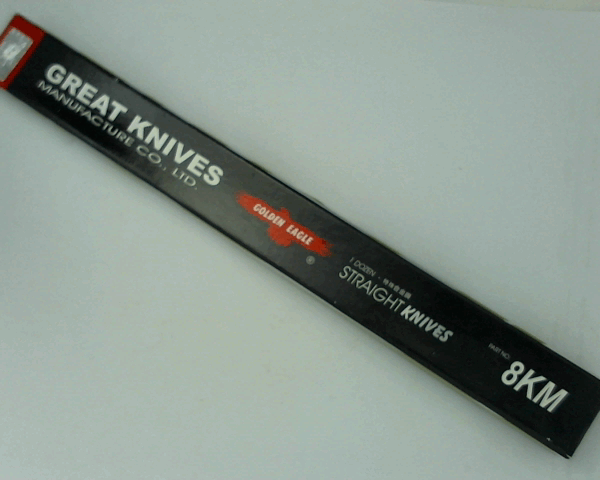 GREAT KNIVES
MANUFACTURE CO., LTD.
GOLDEN EAGLE
®
1 DOZEN
STRAIGHT KNIVES
PART NO.
8KM